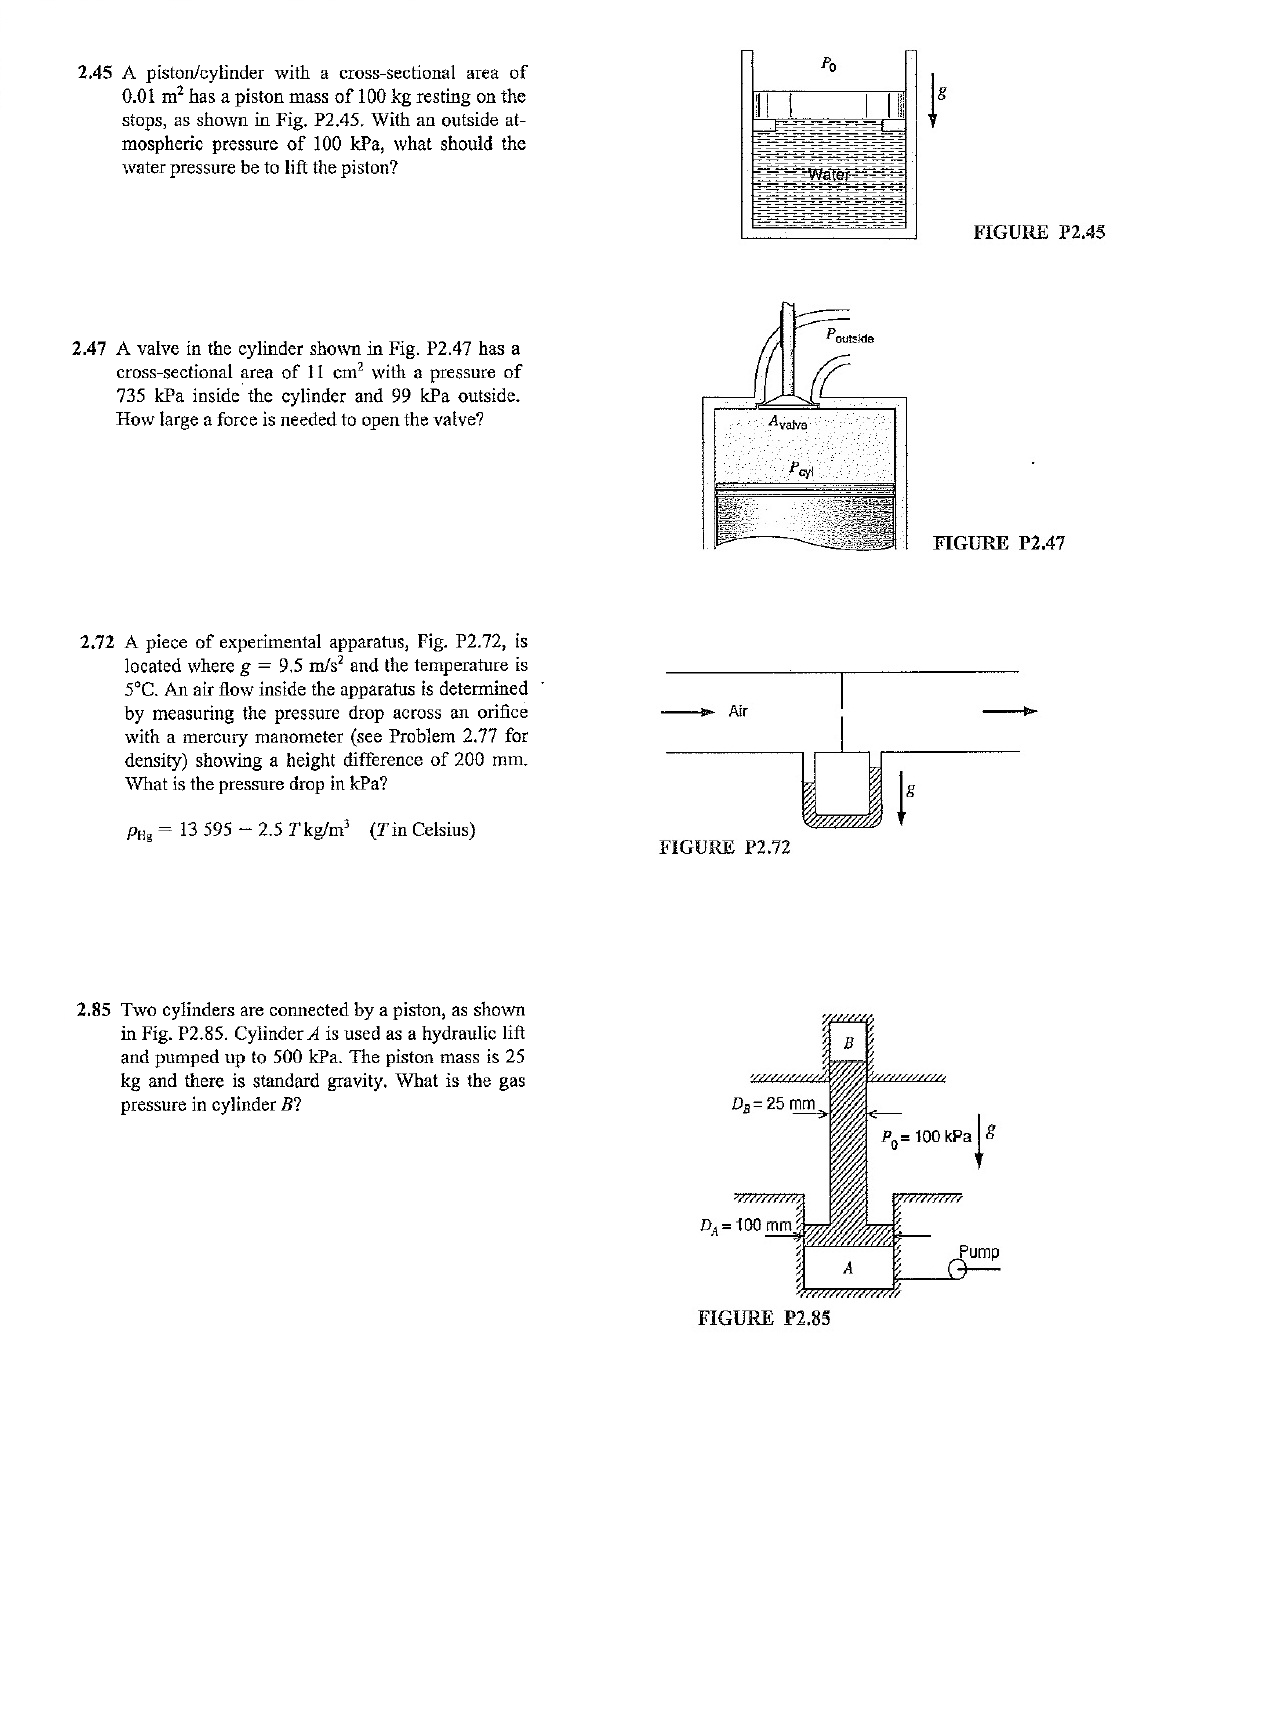 2.45 A piston/cylinder with a cross-sectional area of
0.01 m² has a piston mass of 100 kg resting on the
stops, as shown in Fig. P2.45. With an outside at-
mospheric pressure of 100 kPa, what should the
water pressure be to lift the piston?
P₀
g
Water
FIGURE P2.45
2.47 A valve in the cylinder shown in Fig. P2.47 has a
cross-sectional area of 11 cm² with a pressure of
735 kPa inside the cylinder and 99 kPa outside.
How large a force is needed to open the valve?
Poutside
Avalve
Pcyl
FIGURE P2.47
2.72 A piece of experimental apparatus, Fig. P2.72, is
located where g = 9.5 m/s² and the temperature is
5°C. An air flow inside the apparatus is determined
by measuring the pressure drop across an orifice
with a mercury manometer (see Problem 2.77 for
density) showing a height difference of 200 mm.
What is the pressure drop in kPa?
ρHg = 13 595 − 2.5 T kg/m³ (T in Celsius)
Air
g
FIGURE P2.72
2.85 Two cylinders are connected by a piston, as shown
in Fig. P2.85. Cylinder A is used as a hydraulic lift
and pumped up to 500 kPa. The piston mass is 25
kg and there is standard gravity. What is the gas
pressure in cylinder B?
B
DB = 25 mm
P₀ = 100 kPa
g
DA = 100 mm
A
Pump
FIGURE P2.85